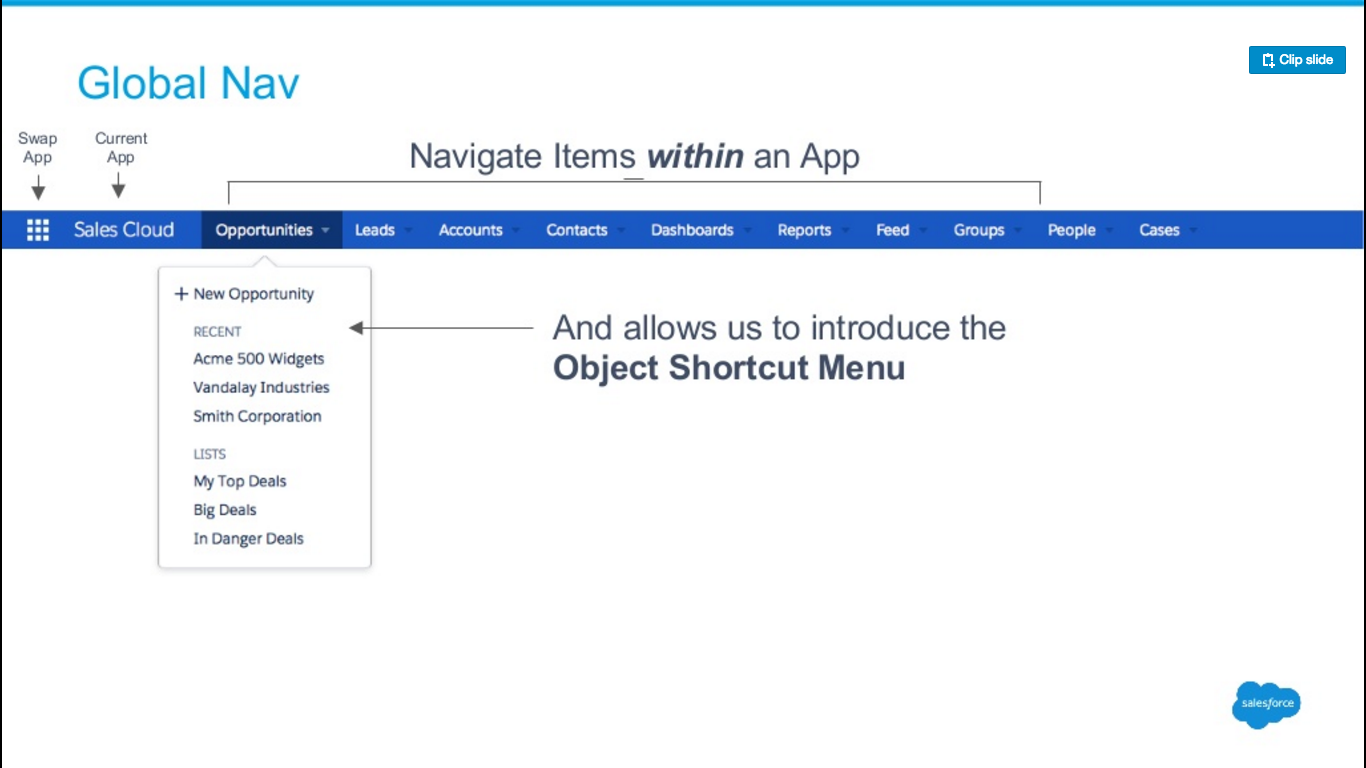 Clip slide
Global Nav
Swap
App
Current
App
Navigate Items within an App
Sales Cloud Opportunities Leads Accounts Contacts Dashboards Reports Feed Groups People Cases
+ New Opportunity
RECENT
Acme 500 Widgets
Vandalay Industries
Smith Corporation
LISTS
My Top Deals
Big Deals
In Danger Deals
And allows us to introduce the
Object Shortcut Menu
salesforce